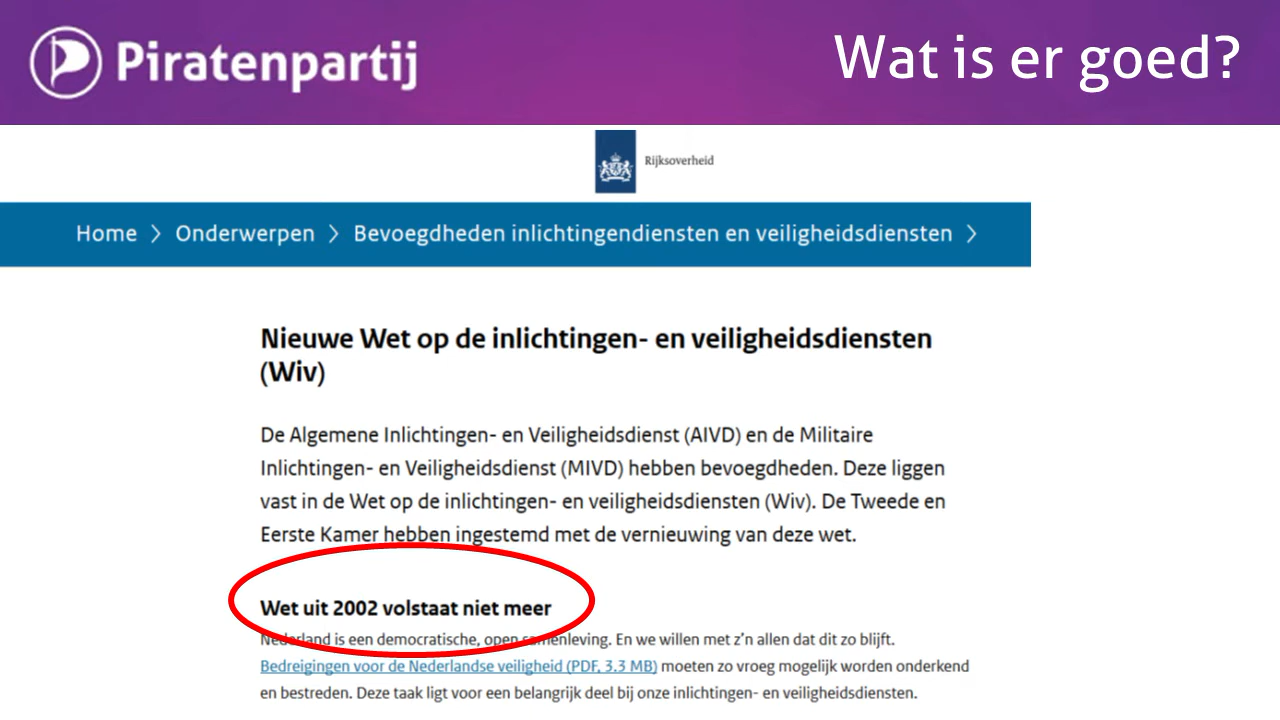 Piratenpartij
Wat is er goed?
Rijksoverheid
Home > Onderwerpen > Bevoegdheden inlichtingendiensten en veiligheidsdiensten >
Nieuwe Wet op de inlichtingen- en veiligheidsdiensten
(Wiv)
De Algemene Inlichtingen- en Veiligheidsdienst (AIVD) en de Militaire
Inlichtingen- en Veiligheidsdienst (MIVD) hebben bevoegdheden. Deze liggen
vast in de Wet op de inlichtingen- en veiligheidsdiensten (Wiv). De Tweede en
Eerste Kamer hebben ingestemd met de vernieuwing van deze wet.
Wet uit 2002 volstaat niet meer
Nederland is een democratische, open samenleving. En we willen met z'n allen dat dit zo blijft.
Bedreigingen voor de Nederlandse veiligheid (PDF, 3.3 MB) moeten zo vroeg mogelijk worden onderkend
en bestreden. Deze taak ligt voor een belangrijk deel bij onze inlichtingen- en veiligheidsdiensten.